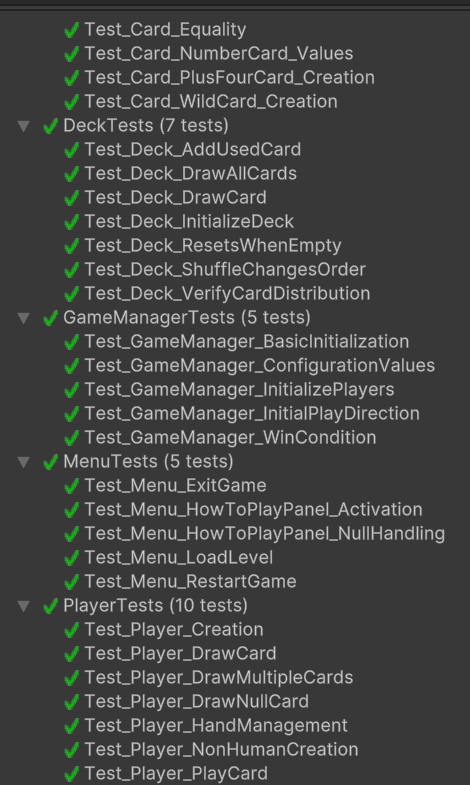 Test_Card_Equality
Test_Card_NumberCard_Values
Test_Card_PlusFourCard_Creation
Test_Card_WildCard_Creation
DeckTests (7 tests)
Test_Deck_AddUsedCard
Test_Deck_DrawAllCards
Test_Deck_DrawCard
Test_Deck_InitializeDeck
Test_Deck_ResetsWhenEmpty
Test_Deck_ShuffleChangesOrder
Test_Deck_VerifyCardDistribution
GameManagerTests (5 tests)
Test_GameManager_BasicInitialization
Test_GameManager_ConfigurationValues
Test_GameManager_InitializePlayers
Test_GameManager_InitialPlayDirection
Test_GameManager_WinCondition
MenuTests (5 tests)
Test_Menu_ExitGame
Test_Menu_HowToPlayPanel_Activation
Test_Menu_HowToPlayPanel_NullHandling
Test_Menu_LoadLevel
Test_Menu_RestartGame
PlayerTests (10 tests)
Test_Player_Creation
Test_Player_DrawCard
Test_Player_DrawMultipleCards
Test_Player_DrawNullCard
Test_Player_HandManagement
Test_Player_NonHumanCreation
Test_Player_PlayCard